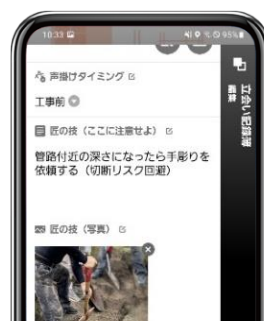 10:33
95%
声掛けタイミング
工事前
匠の技（ここに注意せよ）
管路付近の深さになったら手彫りを
依頼する（切断リスク回避）
匠の技（写真）
立会い記録簿